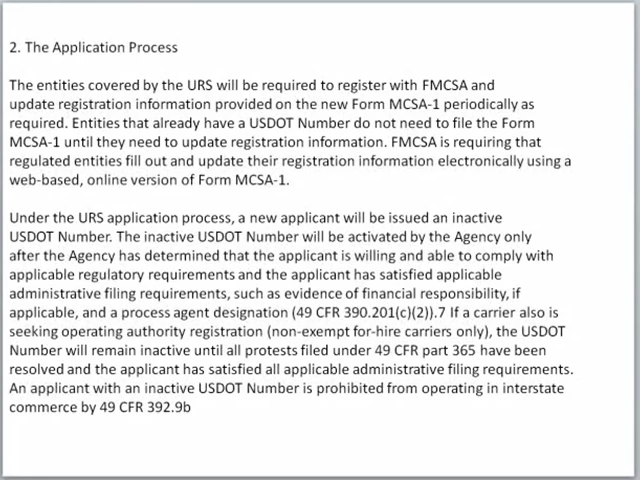 2. The Application Process
The entities covered by the URS will be required to register with FMCSA and
update registration information provided on the new Form MCSA-1 periodically as
required. Entities that already have a USDOT Number do not need to file the Form
MCSA-1 until they need to update registration information. FMCSA is requiring that
regulated entities fill out and update their registration information electronically using a
web-based, online version of Form MCSA-1.
Under the URS application process, a new applicant will be issued an inactive
USDOT Number. The inactive USDOT Number will be activated by the Agency only
after the Agency has determined that the applicant is willing and able to comply with
applicable regulatory requirements and the applicant has satisfied applicable
administrative filing requirements, such as evidence of financial responsibility, if
applicable, and a process agent designation (49 CFR 390.201(c)(2)).7 If a carrier also is
seeking operating authority registration (non-exempt for-hire carriers only), the USDOT
Number will remain inactive until all protests filed under 49 CFR part 365 have been
resolved and the applicant has satisfied all applicable administrative filing requirements.
An applicant with an inactive USDOT Number is prohibited from operating in interstate
commerce by 49 CFR 392.9b